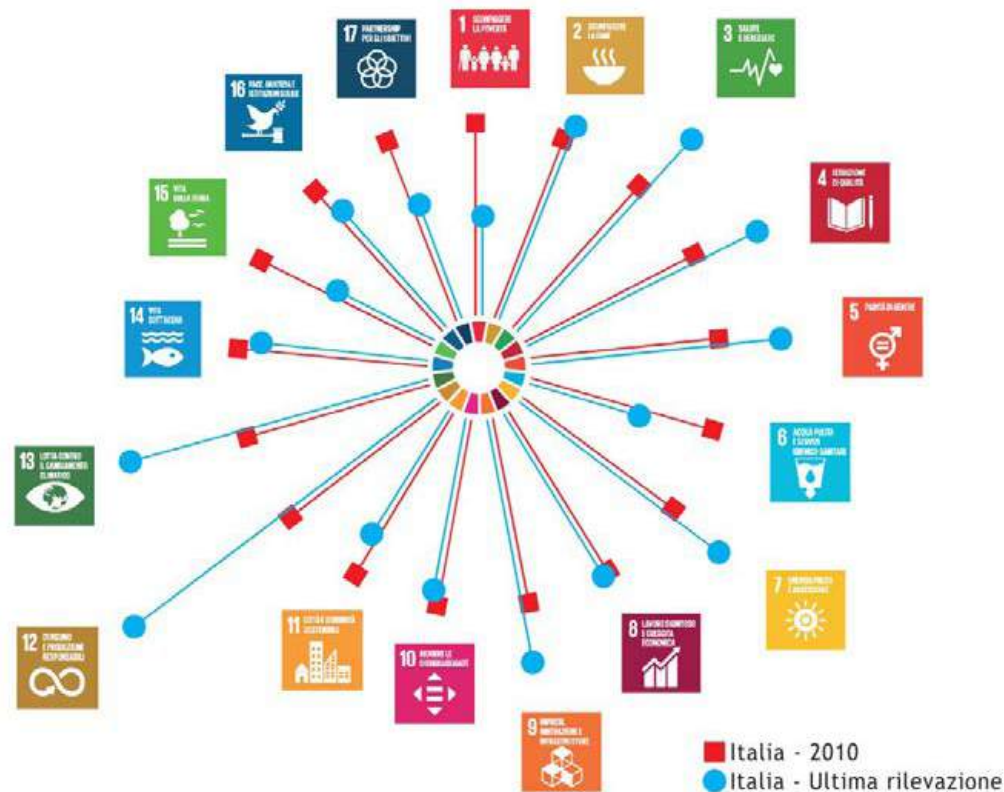 17 PARTNERSHIP
PER GLI OBIETTIVI
1 SCONFIGGERE
LA POVERTÀ
2 SCONFIGGERE
LA FAME
3 SALUTE
E BENESSERE
16 PACE, GIUSTIZIA E
ISTITUZIONI SOLIDE
4 ISTRUZIONE
DI QUALITÀ
15 VITA
SULLA TERRA
5 PARITÀ DI GENERE
14 VITA
SOTT'ACQUA
6 ACQUA PULITA
E SERVIZI
IGIENICO-SANITARI
13 LOTTA CONTRO
IL CAMBIAMENTO
CLIMATICO
7 ENERGIA PULITA
E ACCESSIBILE
12 CONSUMO
E PRODUZIONE
RESPONSABILI
11 CITTÀ E COMUNITÀ
SOSTENIBILI
10 RIDURRE LE
DISUGUAGLIANZE
8 LAVORO DIGNITOSO
E CRESCITA
ECONOMICA
9 IMPRESE,
INNOVAZIONE E
INFRASTRUTTURE
Italia - 2010
Italia - Ultima rilevazione